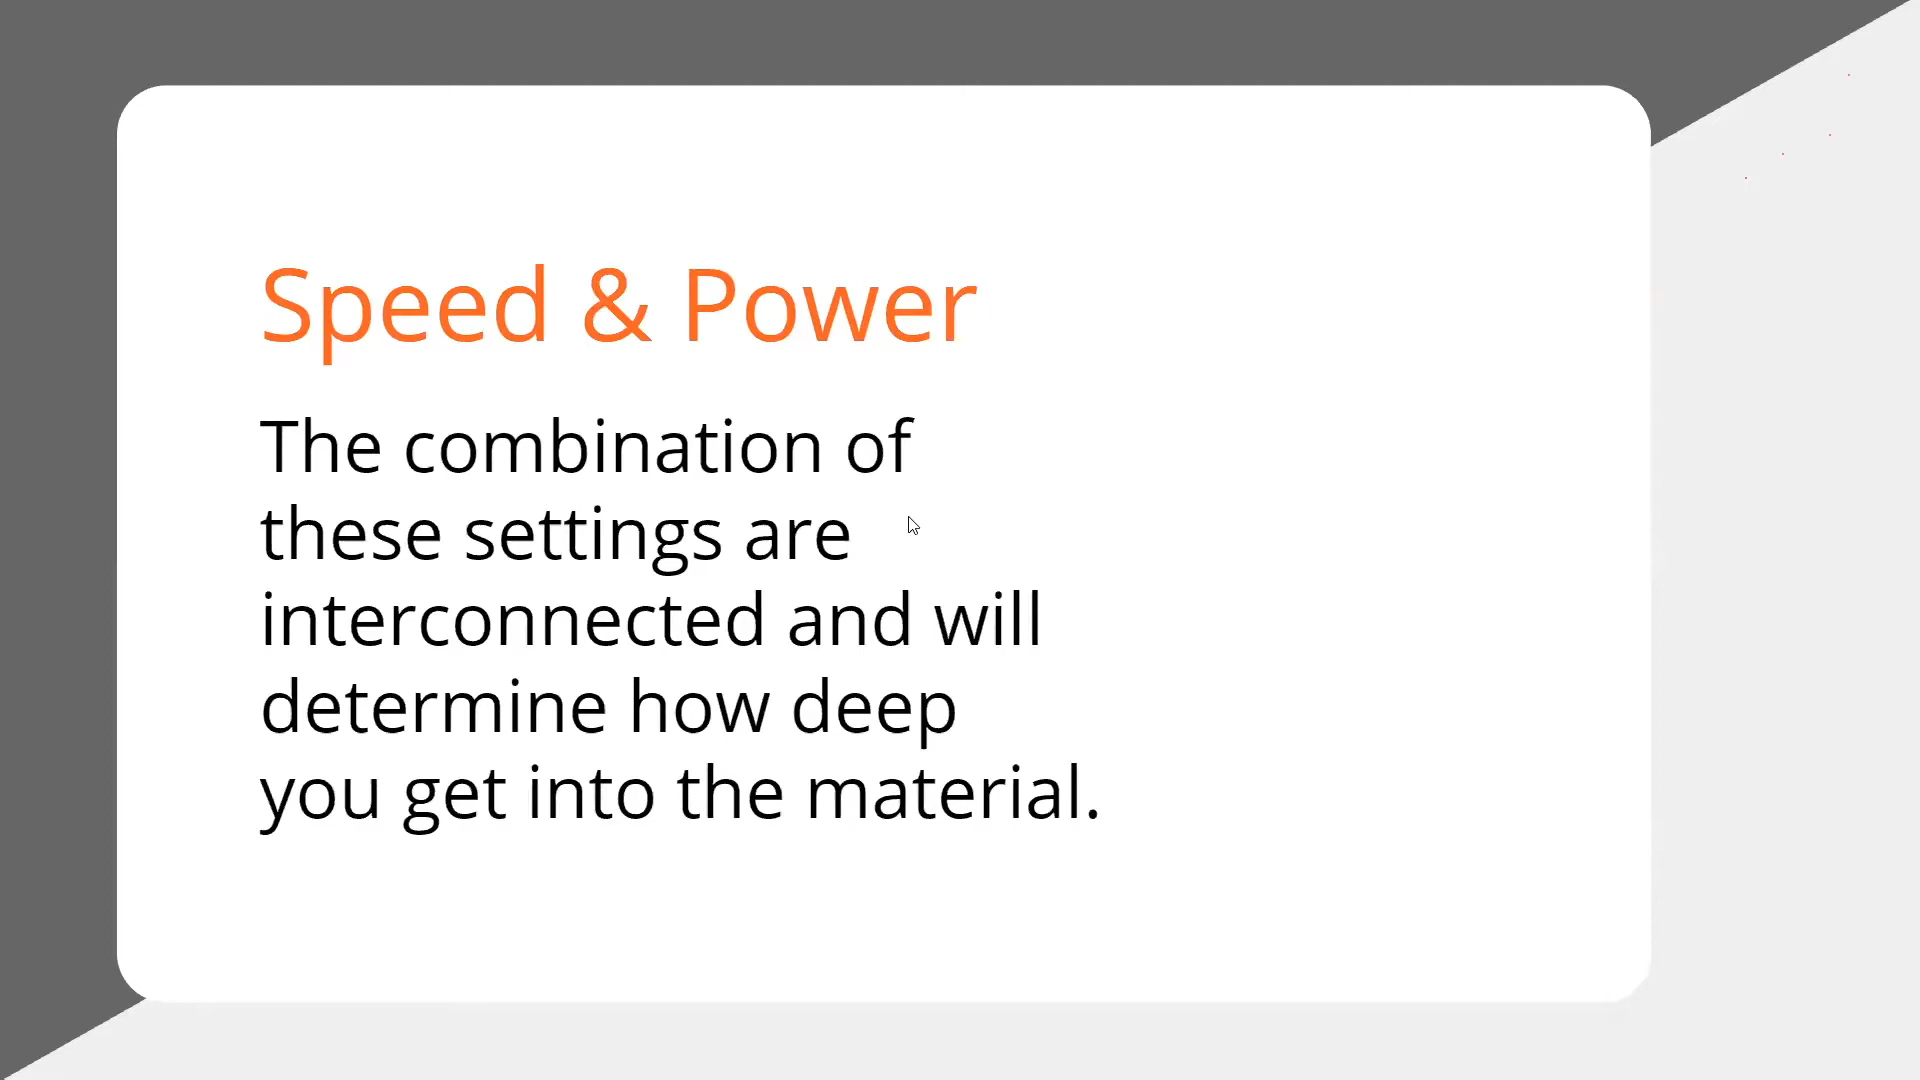 Speed & Power
The combination of
these settings are
interconnected and will
determine how deep
you get into the material.